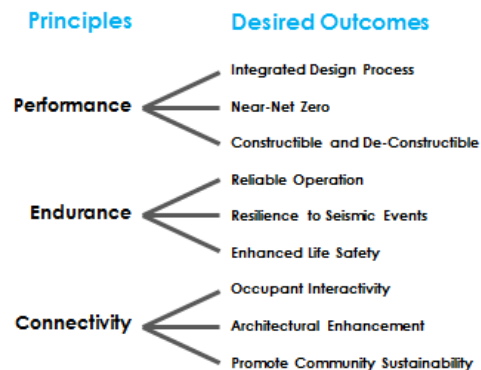 Principles
Desired Outcomes
Performance
Integrated Design Process
Near-Net Zero
Constructible and De-Constructible
Endurance
Reliable Operation
Resilience to Seismic Events
Enhanced Life Safety
Connectivity
Occupant Interactivity
Architectural Enhancement
Promote Community Sustainability